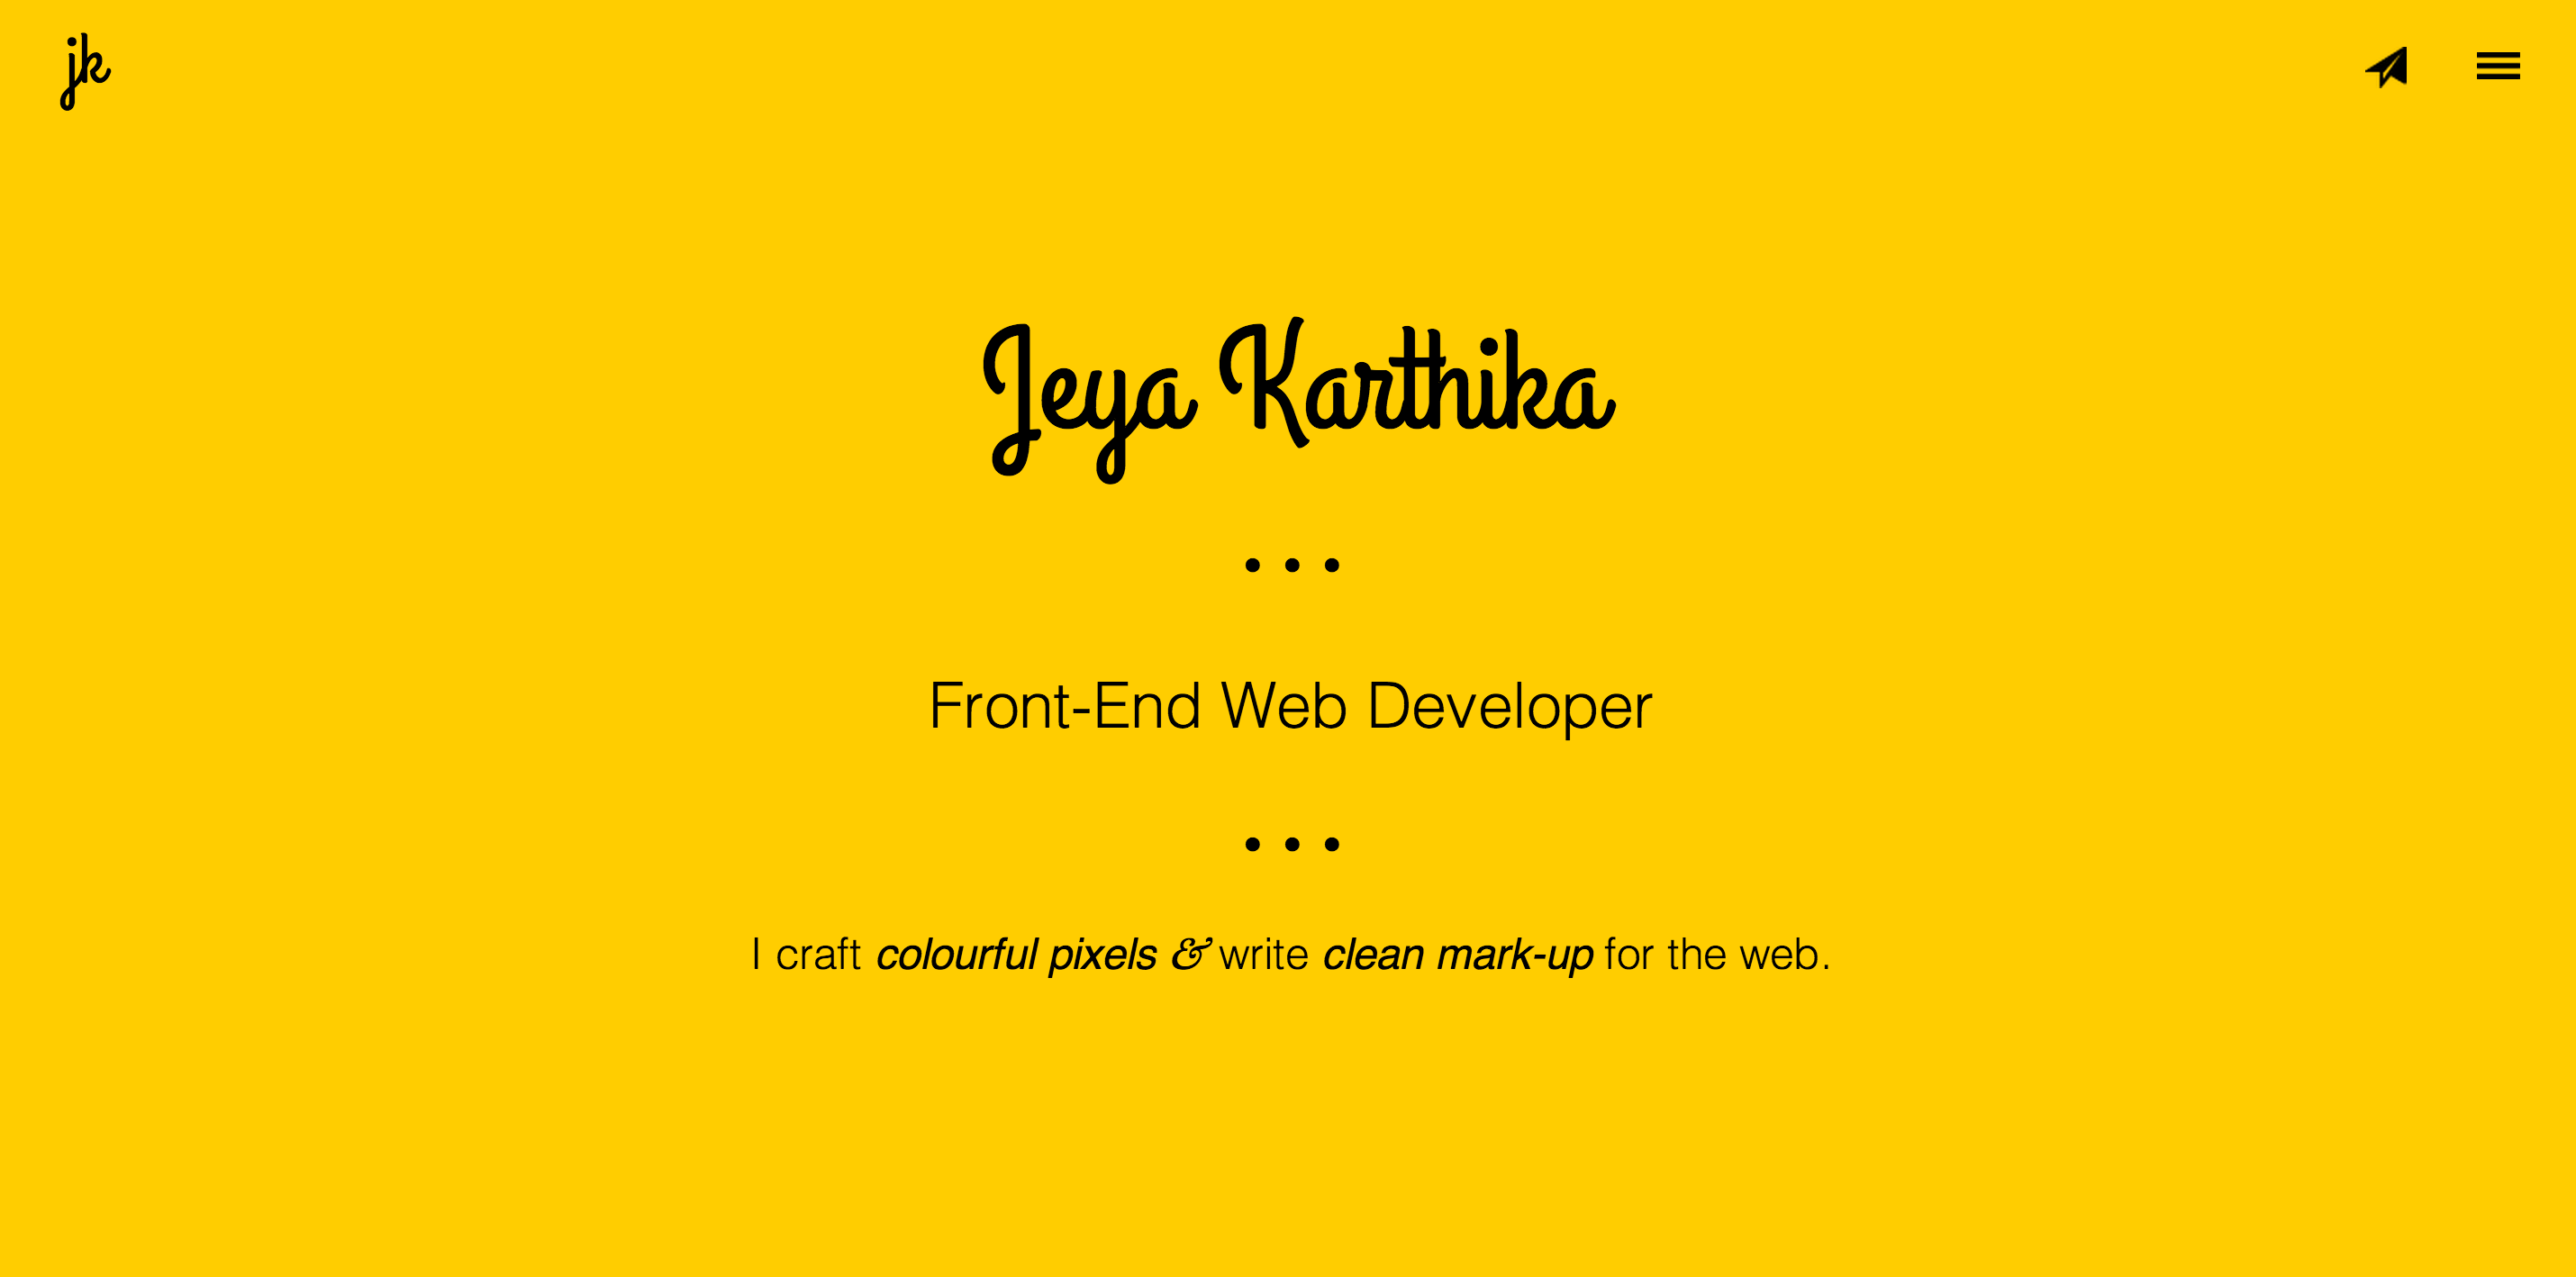 jk
Jeya Karthika
• • •
Front-End Web Developer
• • •
I craft colourful pixels & write clean mark-up for the web.